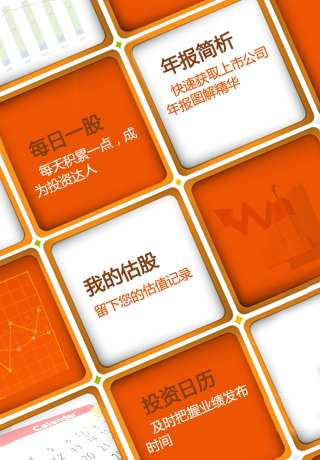 年报简析
快速获取上市公司
年报图解精华
每日一股
每天积累一点，成
为投资达人
我的估股
留下您的估值记录
投资日历
及时把握业绩发布
时间
Calendar